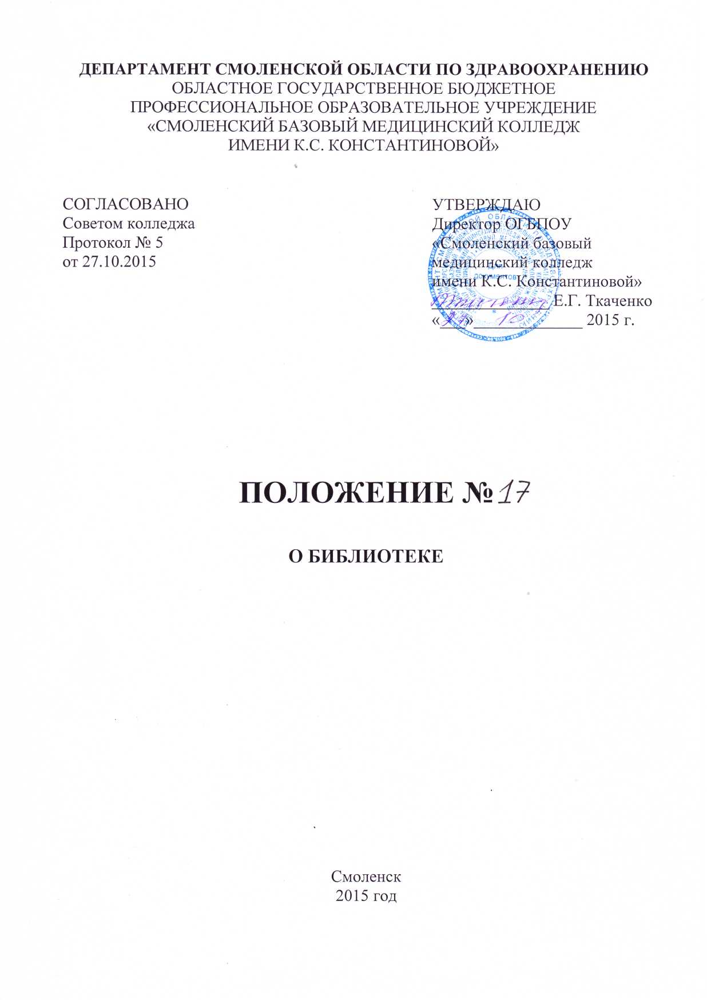 ДЕПАРТАМЕНТ СМОЛЕНСКОЙ ОБЛАСТИ ПО ЗДРАВООХРАНЕНИЮ
ОБЛАСТНОЕ ГОСУДАРСТВЕННОЕ БЮДЖЕТНОЕ
ПРОФЕССИОНАЛЬНОЕ ОБРАЗОВАТЕЛЬНОЕ УЧРЕЖДЕНИЕ
«СМОЛЕНСКИЙ БАЗОВЫЙ МЕДИЦИНСКИЙ КОЛЛЕДЖ
ИМЕНИ К.С. КОНСТАНТИНОВОЙ»
СОГЛАСОВАНО
Советом колледжа
Протокол № 5
от 27.10.2015
УТВЕРЖДАЮ
Директор ОГБПОУ
«Смоленский базовый
медицинский колледж
имени К.С. Константиновой»
Е.Г. Ткаченко
«27» 10 2015 г.
Для
документов
ПОЛОЖЕНИЕ № 17
О БИБЛИОТЕКЕ
Смоленск
2015 год